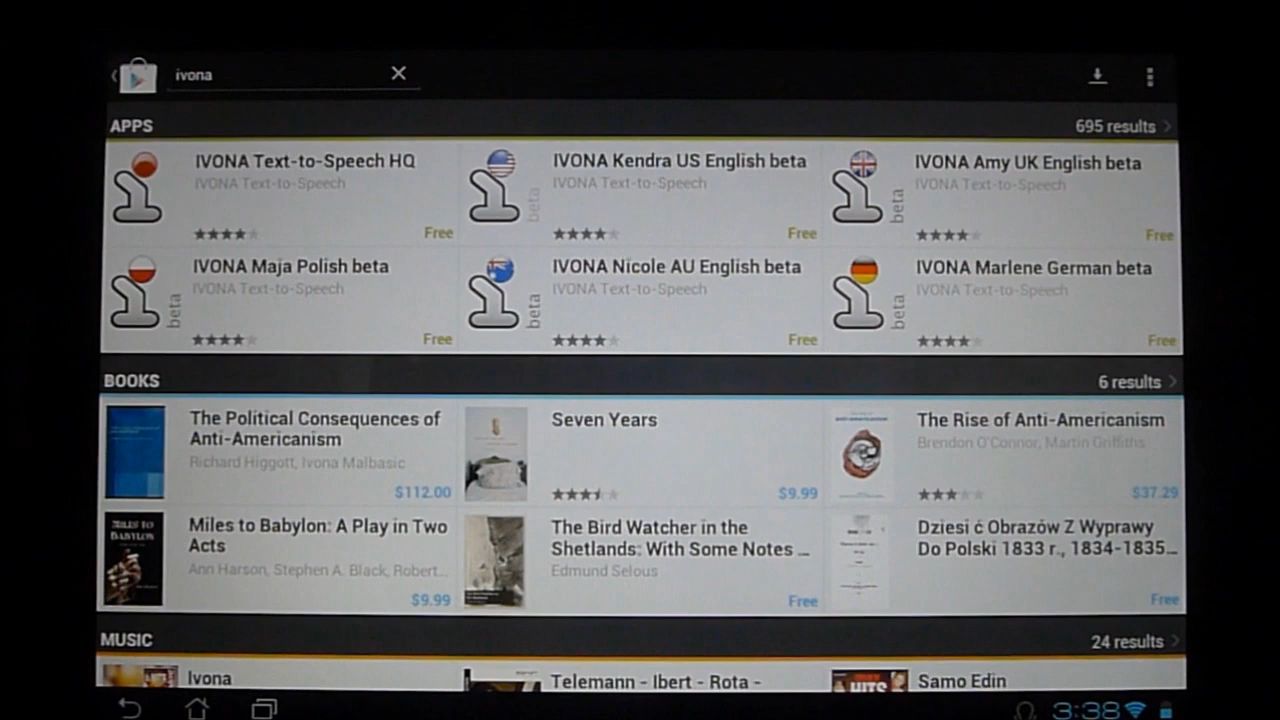 ivona
APPS
695 results
IVONA Text-to-Speech HQ
IVONA Text-to-Speech
Free
IVONA Kendra US English beta
IVONA Text-to-Speech
beta
Free
IVONA Amy UK English beta
IVONA Text-to-Speech
beta
Free
IVONA Maja Polish beta
IVONA Text-to-Speech
beta
Free
IVONA Nicole AU English beta
IVONA Text-to-Speech
beta
Free
IVONA Marlene German beta
IVONA Text-to-Speech
beta
Free
BOOKS
6 results
The Political Consequences of
Anti-Americanism
Richard Higgott, Ivona Malbasic
$112.00
Seven Years
$9.99
The Rise of Anti-Americanism
Brendon O'Connor, Martin Griffiths
$37.29
MILES TO
BABYLON
Miles to Babylon: A Play in Two
Acts
Ann Harson, Stephen A. Black, Robert...
$9.99
The Bird Watcher in the
Shetlands: With Some Notes ...
Edmund Selous
Free
Dziesi ć Obrazów Z Wyprawy
Do Polski 1833 r., 1834-1835...
Free
MUSIC
24 results
Ivona
Telemann - Ibert - Rota -
HITS
Samo Edin
3:38